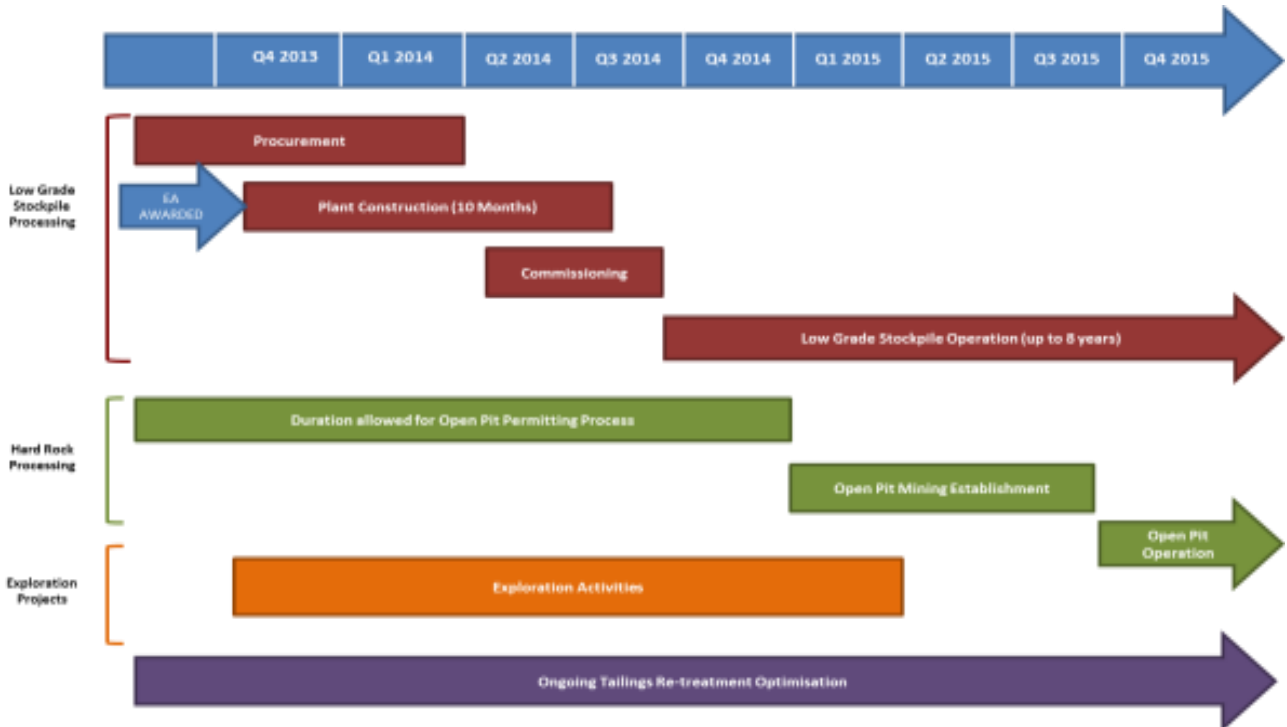 Q4 2013
Q1 2014
Q2 2014
Q3 2014
Q4 2014
Q1 2015
Q2 2015
Q3 2015
Q4 2015
Low Grade
Stockpile
Processing
Procurement
EA
AWARDED
Plant Construction (10 Months)
Commissioning
Low Grade Stockpile Operation (up to 8 years)
Hard Rock
Processing
Duration allowed for Open Pit Permitting Process
Open Pit Mining Establishment
Open Pit
Operation
Exploration
Projects
Exploration Activities
Ongoing Tailings Re-treatment Optimisation